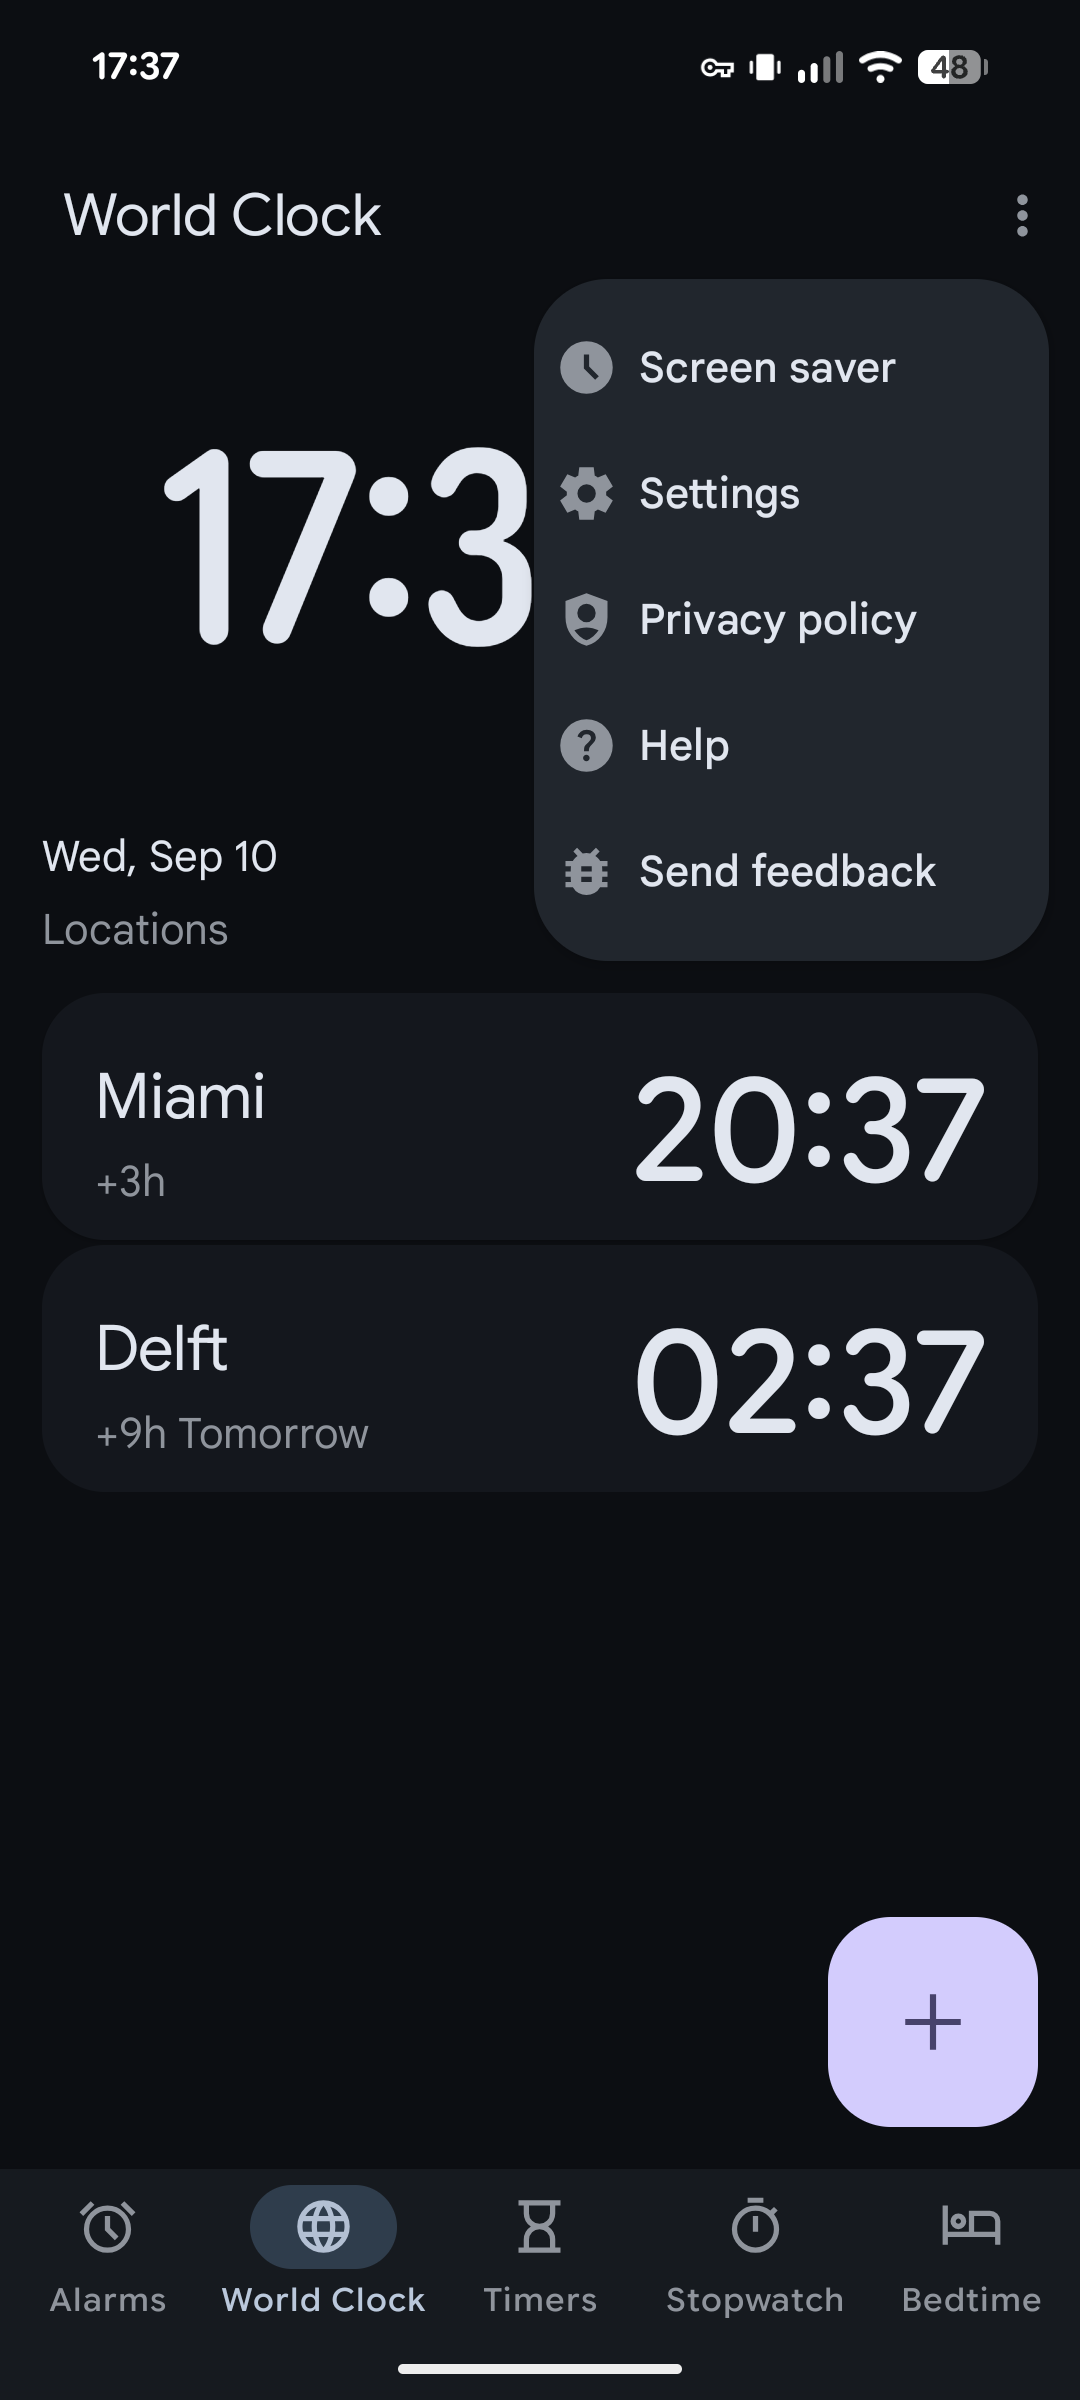 17:37
48
World Clock
Screen saver
17:3
Settings
Privacy policy
Help
Wed, Sep 10
Send feedback
Locations
Miami
20:37
+3h
Delft
02:37
+9h Tomorrow
Alarms
World Clock
Timers
Stopwatch
Bedtime